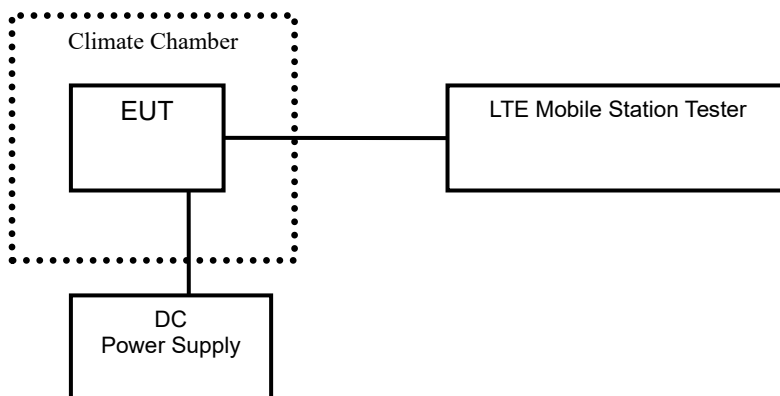 Climate Chamber
EUT
LTE Mobile Station Tester
DC
Power Supply